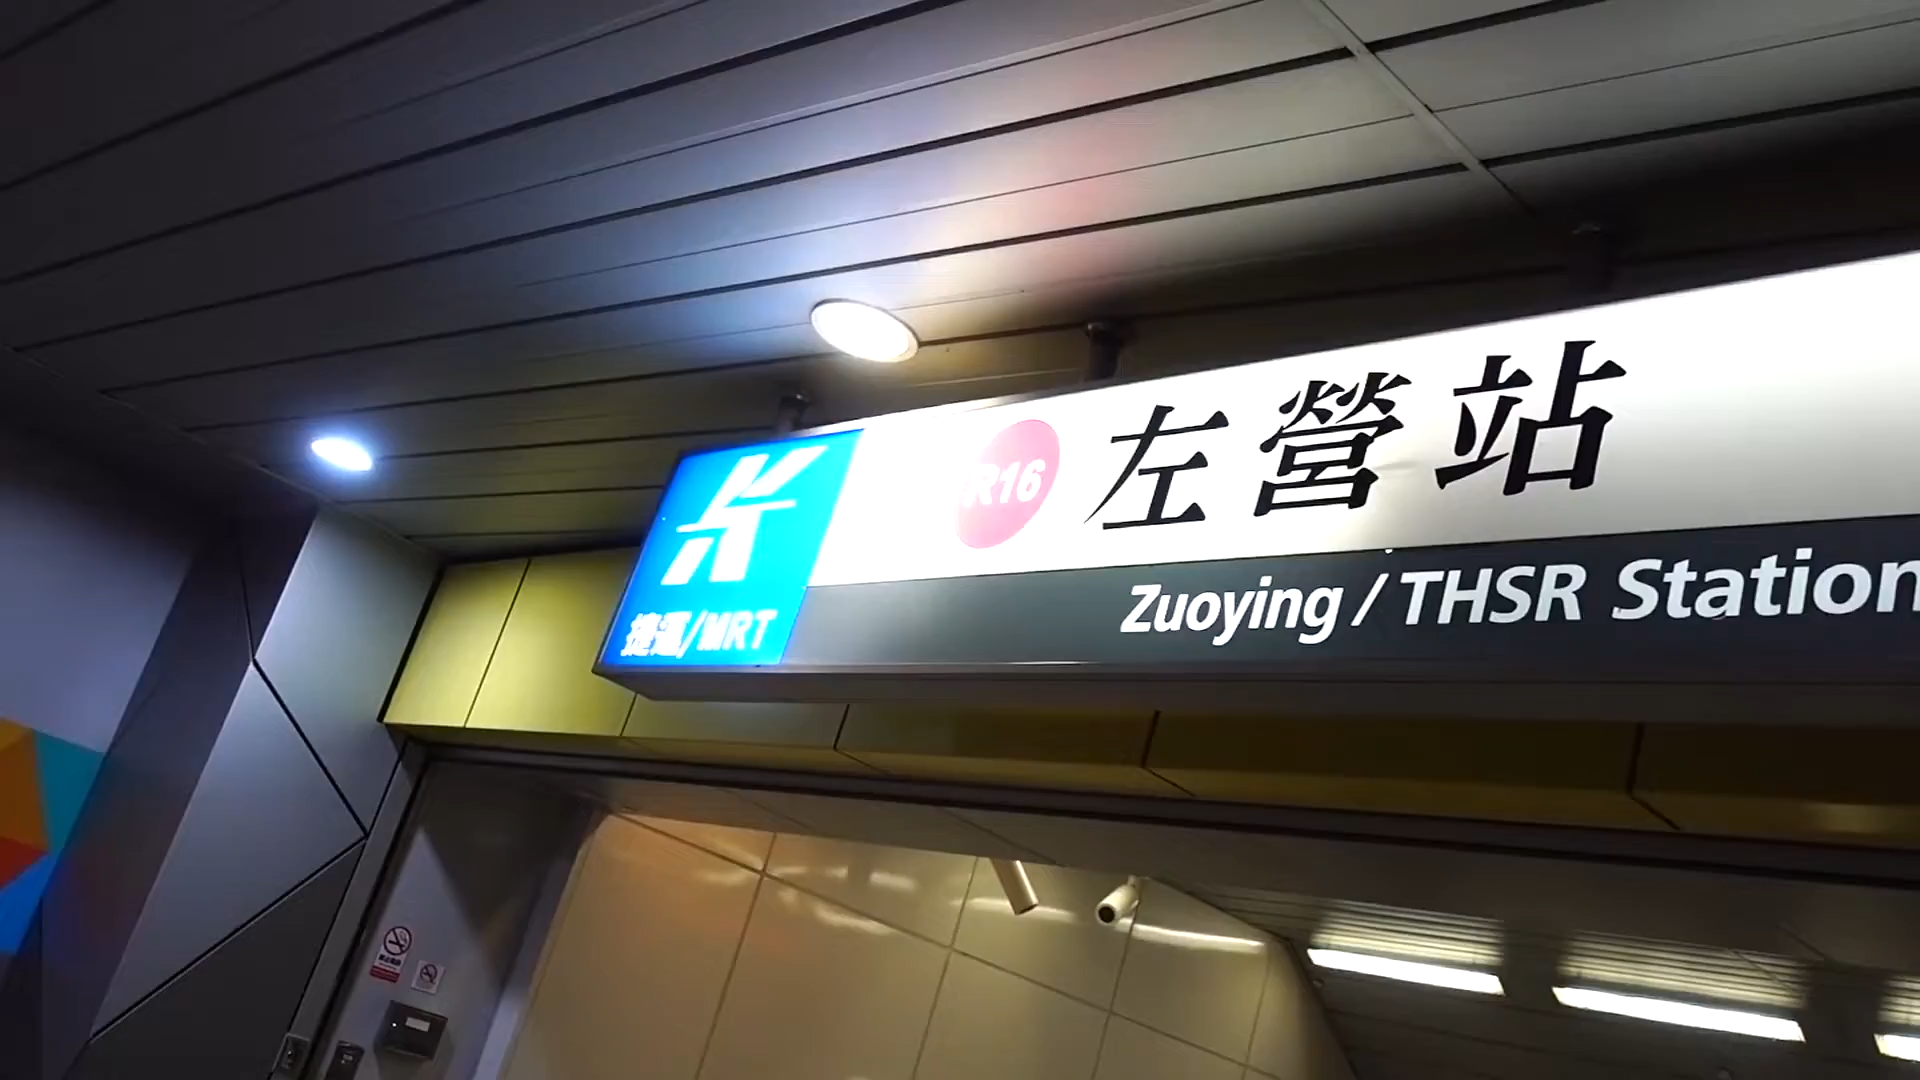 R16
左營站
Zuoying / THSR Station
捷運/MRT